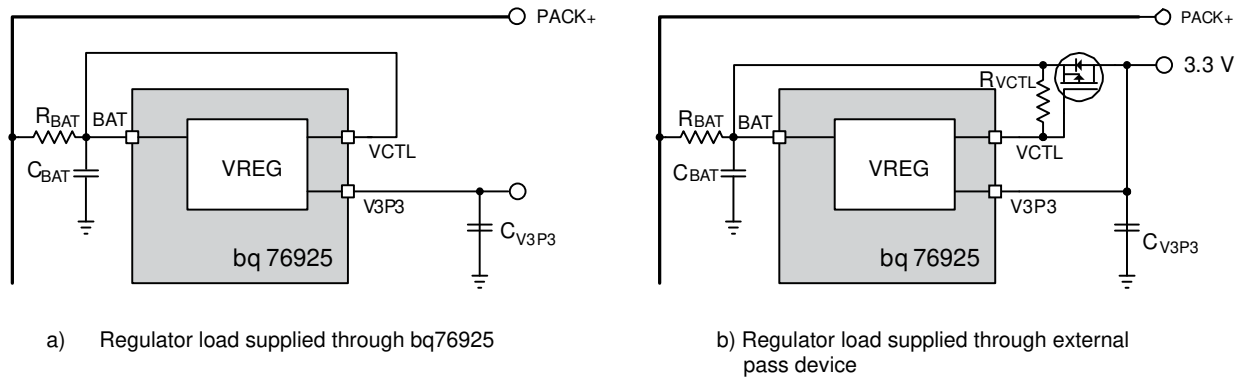 PACK+
RBAT
BAT
CBAT
VREG
VCTL
V3P3
CV3P3
bq 76925
a) Regulator load supplied through bq76925
PACK+
3.3 V
RVCTL
RBAT
BAT
CBAT
VREG
VCTL
V3P3
CV3P3
bq 76925
b) Regulator load supplied through external
pass device